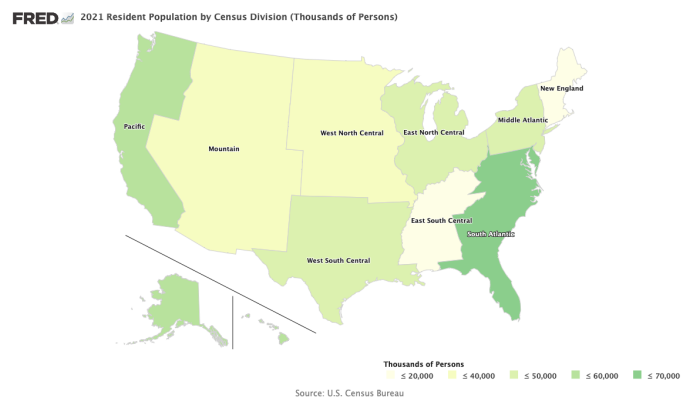 FRED 2021 Resident Population by Census Division (Thousands of Persons)
New England
Middle Atlantic
Pacific
West North Central
East North Central
Mountain
East South Central
South Atlantic
West South Central
Thousands of Persons
≤ 20,000 ≤ 40,000 ≤ 50,000 ≤ 60,000 ≤ 70,000
Source: U.S. Census Bureau